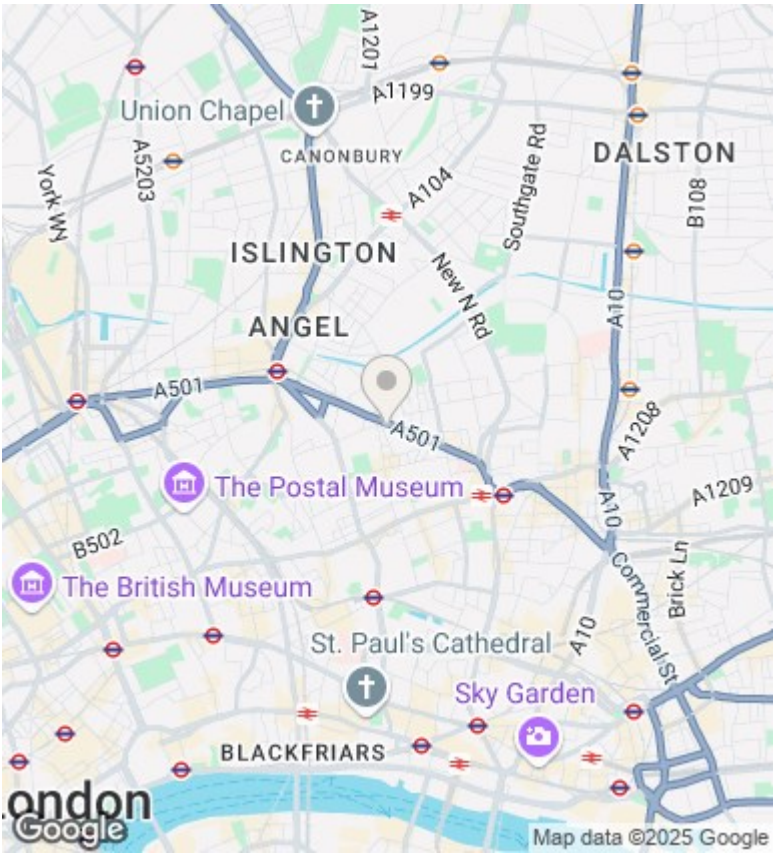 A1201
A1199
Union Chapel
CANONBURY
DALSTON
A5203
York Wy
A104
Southgate Rd
B108
ISLINGTON
New N Rd
A10
ANGEL
A501
A501
A1208
The Postal Museum
A10
A1209
B502
The British Museum
Commercial St
Brick Ln
St. Paul's Cathedral
A10
Sky Garden
BLACKFRIARS
ondon
Google
Map data ©2025 Google